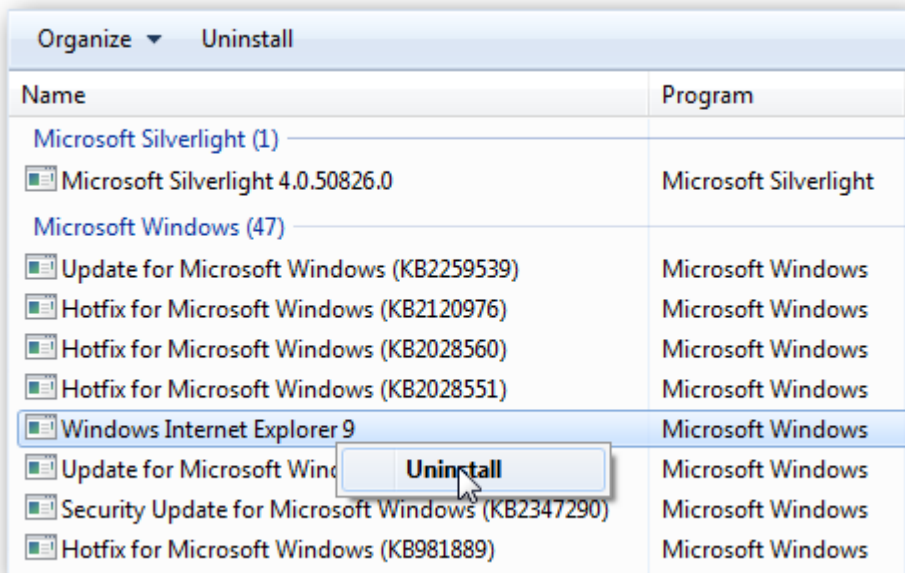 Organize Uninstall
Name Program
Microsoft Silverlight (1)
Microsoft Silverlight 4.0.50826.0 Microsoft Silverlight
Microsoft Windows (47)
Update for Microsoft Windows (KB2259539) Microsoft Windows
Hotfix for Microsoft Windows (KB2120976) Microsoft Windows
Hotfix for Microsoft Windows (KB2028560) Microsoft Windows
Hotfix for Microsoft Windows (KB2028551) Microsoft Windows
Windows Internet Explorer 9 Microsoft Windows
Update for Microsoft Uninstall Microsoft Windows
Security Update for Microsoft Windows (KB2347290) Microsoft Windows
Hotfix for Microsoft Windows (KB981889) Microsoft Windows